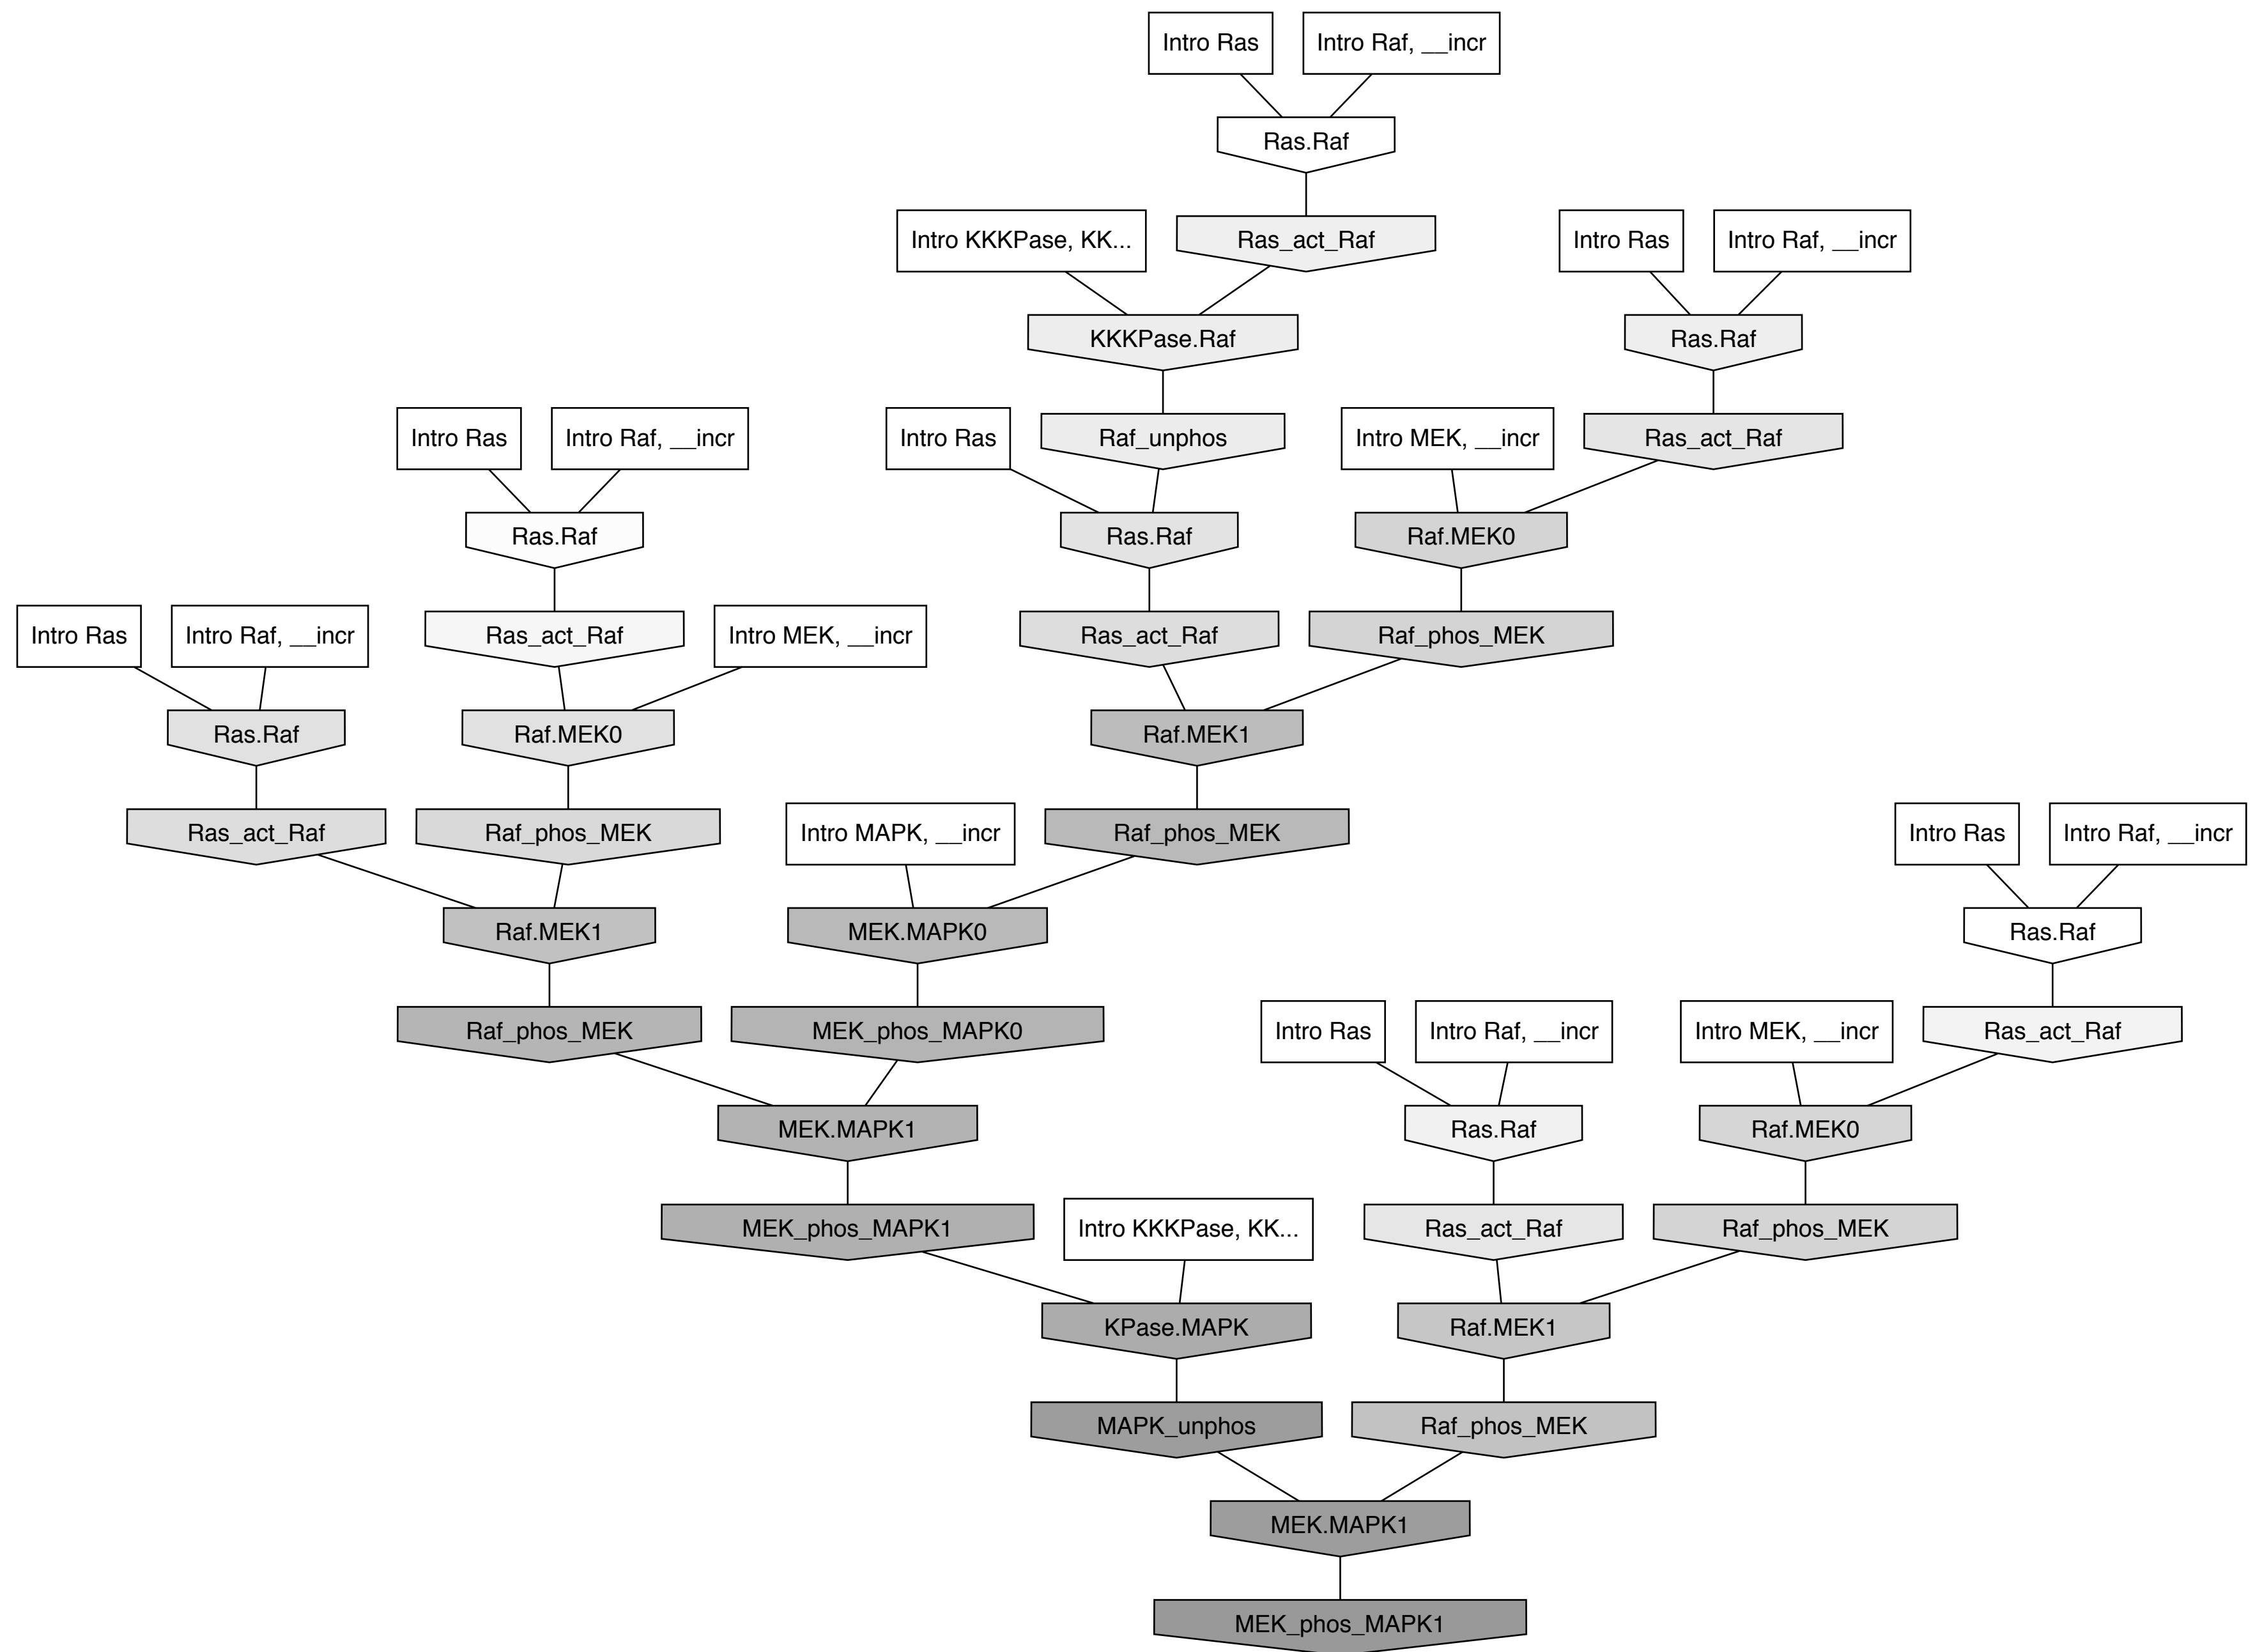 Intro Ras
Intro Raf, __incr
Ras.Raf
Intro KKKPase, KK...
Ras_act_Raf
Intro Ras
Intro Raf, __incr
KKKPase.Raf
Ras.Raf
Intro Ras
Intro Raf, __incr
Intro Ras
Raf_unphos
Intro MEK, __incr
Ras_act_Raf
Ras.Raf
Ras.Raf
Raf.MEK0
Intro Ras
Intro Raf, __incr
Ras_act_Raf
Intro MEK, __incr
Ras_act_Raf
Raf_phos_MEK
Ras.Raf
Raf.MEK0
Raf.MEK1
Ras_act_Raf
Raf_phos_MEK
Intro MAPK, __incr
Raf_phos_MEK
Intro Ras
Intro Raf, __incr
Raf.MEK1
MEK.MAPK0
Ras.Raf
Raf_phos_MEK
MEK_phos_MAPK0
Intro Ras
Intro Raf, __incr
Intro MEK, __incr
Ras_act_Raf
MEK.MAPK1
Ras.Raf
Raf.MEK0
MEK_phos_MAPK1
Intro KKKPase, KK...
Ras_act_Raf
Raf_phos_MEK
KPase.MAPK
Raf.MEK1
MAPK_unphos
Raf_phos_MEK
MEK.MAPK1
MEK_phos_MAPK1